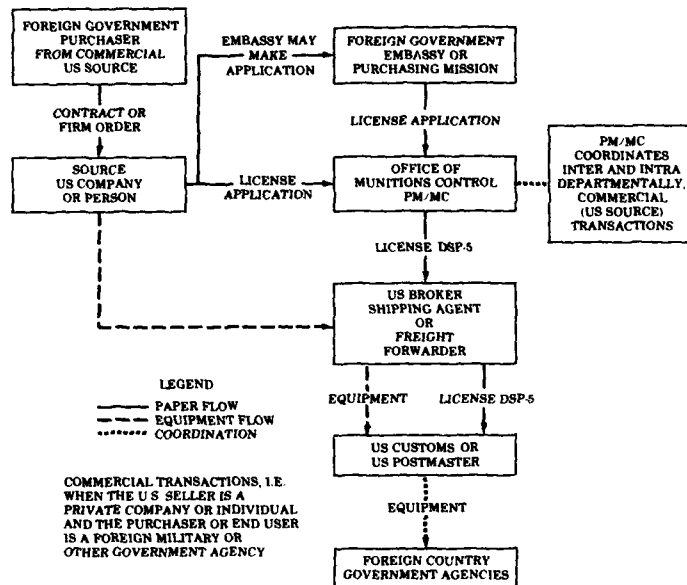 FOREIGN GOVERNMENT
PURCHASER
FROM COMMERCIAL
US SOURCE
EMBASSY MAY
MAKE
APPLICATION
FOREIGN GOVERNMENT
EMBASSY OR
PURCHASING MISSION
CONTRACT OR
FIRM ORDER
LICENSE APPLICATION
SOURCE
US COMPANY
OR PERSON
LICENSE
APPLICATION
OFFICE OF
MUNITIONS CONTROL
PM/MC
PM/MC
COORDINATES
INTER AND INTRA
DEPARTMENTALLY,
COMMERCIAL
(US SOURCE)
TRANSACTIONS
LICENSE DSP-5
US BROKER
SHIPPING AGENT
OR
FREIGHT
FORWARDER
LEGEND
PAPER FLOW
EQUIPMENT FLOW
COORDINATION
EQUIPMENT
LICENSE DSP-5
US CUSTOMS OR
US POSTMASTER
COMMERCIAL TRANSACTIONS, I.E.
WHEN THE U S SELLER IS A
PRIVATE COMPANY OR INDIVIDUAL
AND THE PURCHASER OR END USER
IS A FOREIGN MILITARY OR
OTHER GOVERNMENT AGENCY
EQUIPMENT
FOREIGN COUNTRY
GOVERNMENT AGENCIES